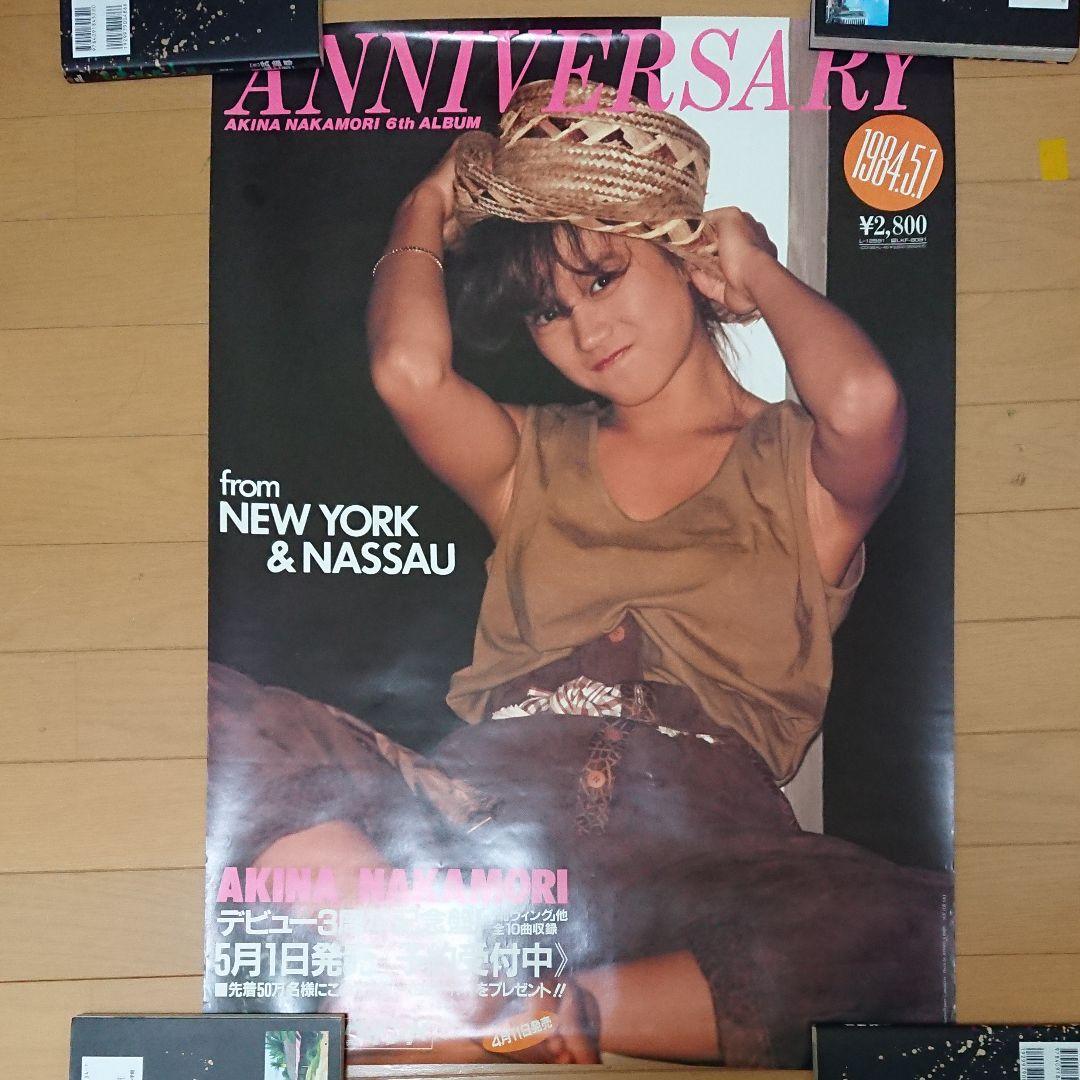 ANNIVERSARY
AKINA NAKAMORI 6th ALBUM
1984.5.1
¥2,800
from
NEW YORK
& NASSAU
AKINA NAKAMORI
デビュー3
ウィング」他
全10曲収録
5月1日発
受付中》
■先着50万名様にこ
をプレゼント!!
4月11日発売